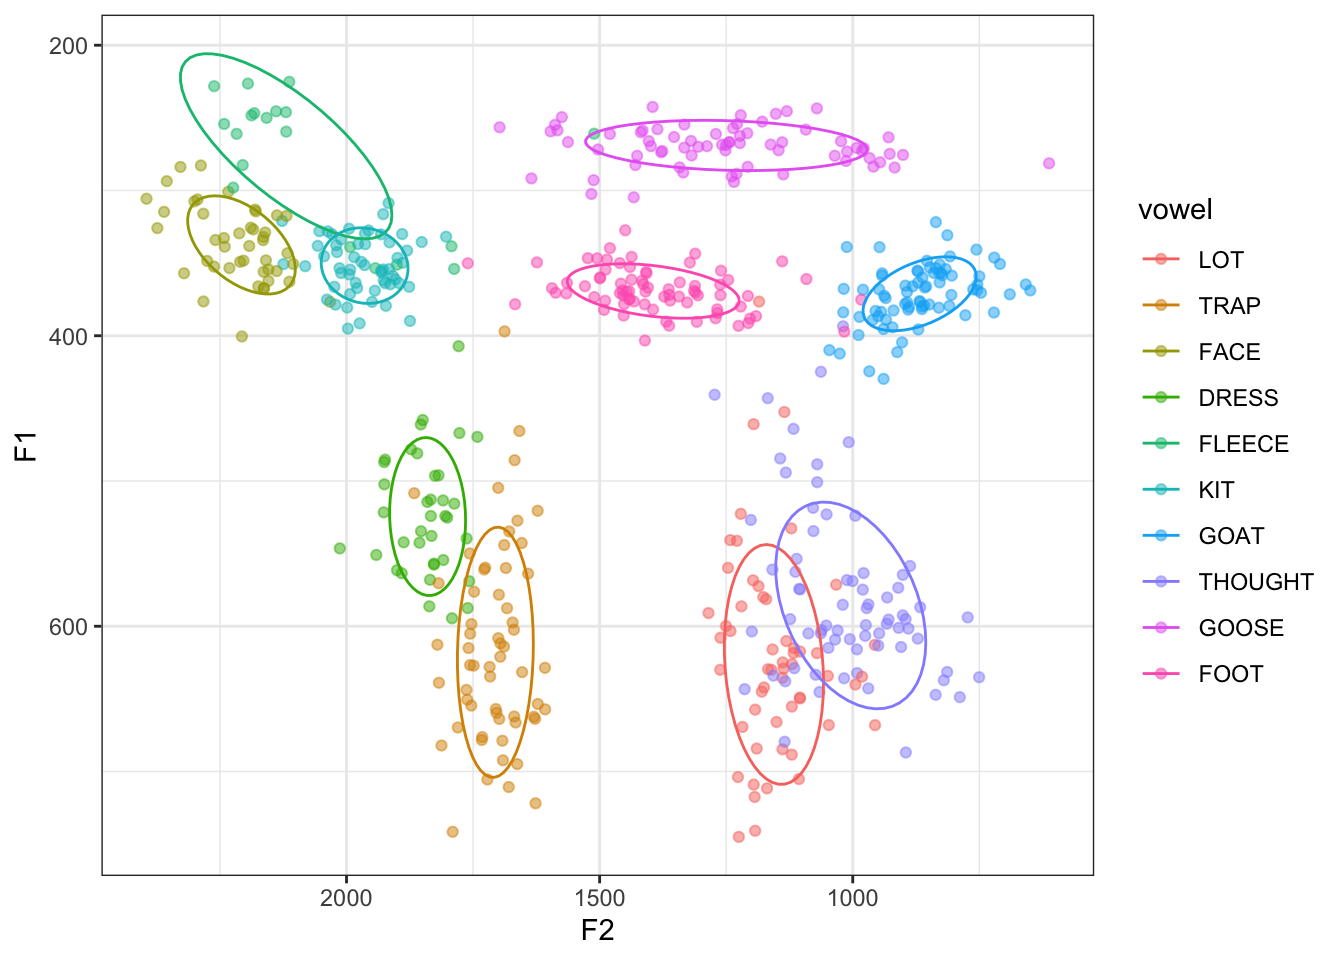 200
400
600
F1
2000
1500
1000
F2
vowel
LOT
TRAP
FACE
DRESS
FLEECE
KIT
GOAT
THOUGHT
GOOSE
FOOT